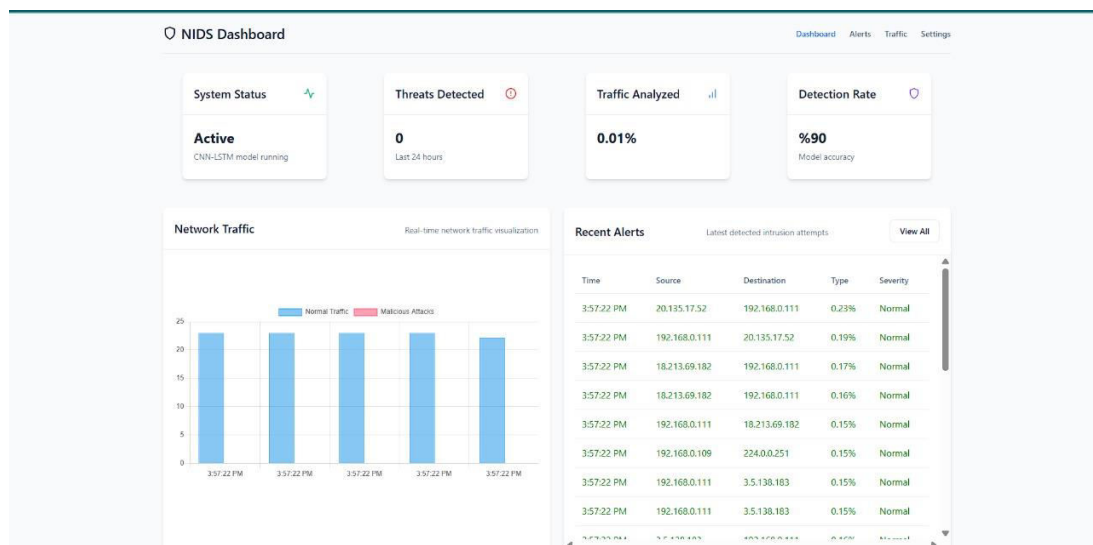 NIDS Dashboard
Dashboard Alerts Traffic Settings
System Status
Active
CNN-LSTM model running
Threats Detected
0
Last 24 hours
Traffic Analyzed
0.01%
Detection Rate
%90
Model accuracy
Network Traffic
Real-time network traffic visualization
Normal Traffic Malicious Attacks
25
20
15
10
5
0
3:57:22 PM 3:57:22 PM 3:57:22 PM 3:57:22 PM 3:57:22 PM
Recent Alerts
Latest detected intrusion attempts
View All
Time Source Destination Type Severity
3:57:22 PM 20.135.17.52 192.168.0.111 0.23% Normal
3:57:22 PM 192.168.0.111 20.135.17.52 0.19% Normal
3:57:22 PM 18.213.69.182 192.168.0.111 0.17% Normal
3:57:22 PM 18.213.69.182 192.168.0.111 0.16% Normal
3:57:22 PM 192.168.0.111 18.213.69.182 0.15% Normal
3:57:22 PM 192.168.0.109 224.0.0.251 0.15% Normal
3:57:22 PM 192.168.0.111 3.5.138.183 0.15% Normal
3:57:22 PM 192.168.0.111 3.5.138.183 0.15% Normal